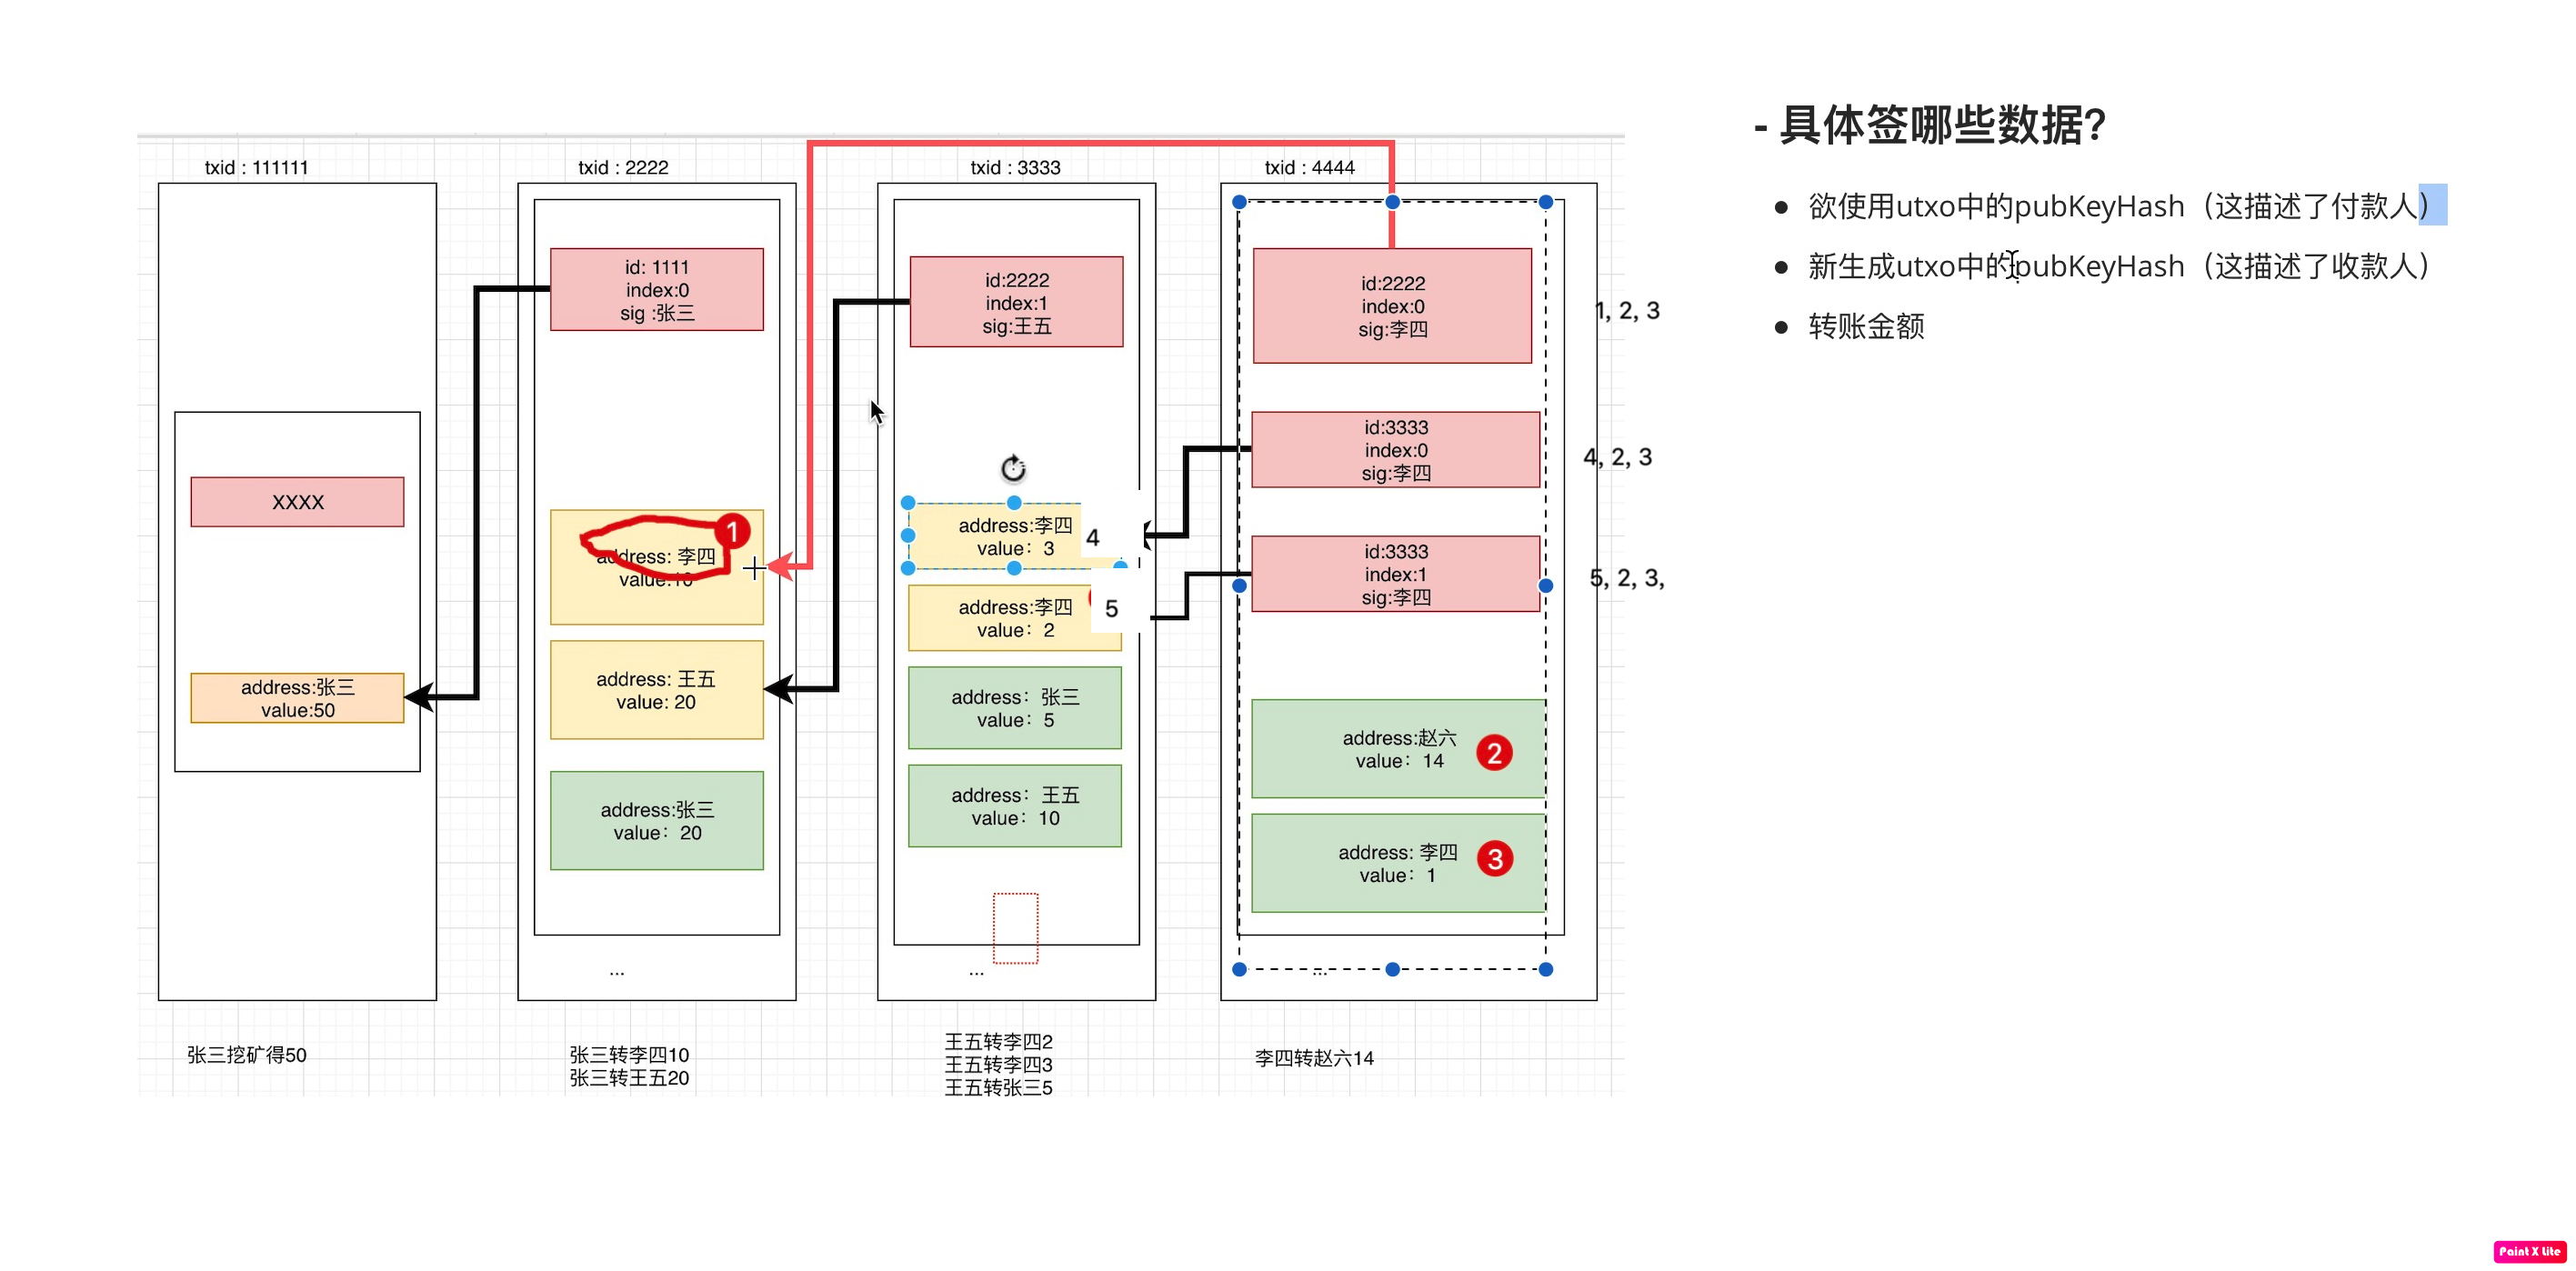 txid : 111111
XXXX
address:张三
value:50
张三挖矿得50
txid : 2222
id: 1111
index:0
sig :张三
1
address: 李四
value:10
address: 王五
value: 20
address:张三
value：20
...
张三转李四10
张三转王五20
txid : 3333
id:2222
index:1
sig:王五
address:李四
value：3
4
address:李四
value：2
5
address：张三
value：5
address：王五
value：10
...
王五转李四2
王五转李四3
王五转张三5
txid : 4444
id:2222
index:0
sig:李四
1, 2, 3
id:3333
index:0
sig:李四
4, 2, 3
id:3333
index:1
sig:李四
5, 2, 3,
address:赵六
value：14
2
address: 李四
value：1
3
...
李四转赵六14
- 具体签哪些数据?
● 欲使用utxo中的pubKeyHash（这描述了付款人）
● 新生成utxo中的pubKeyHash（这描述了收款人）
● 转账金额
Paint X Lite